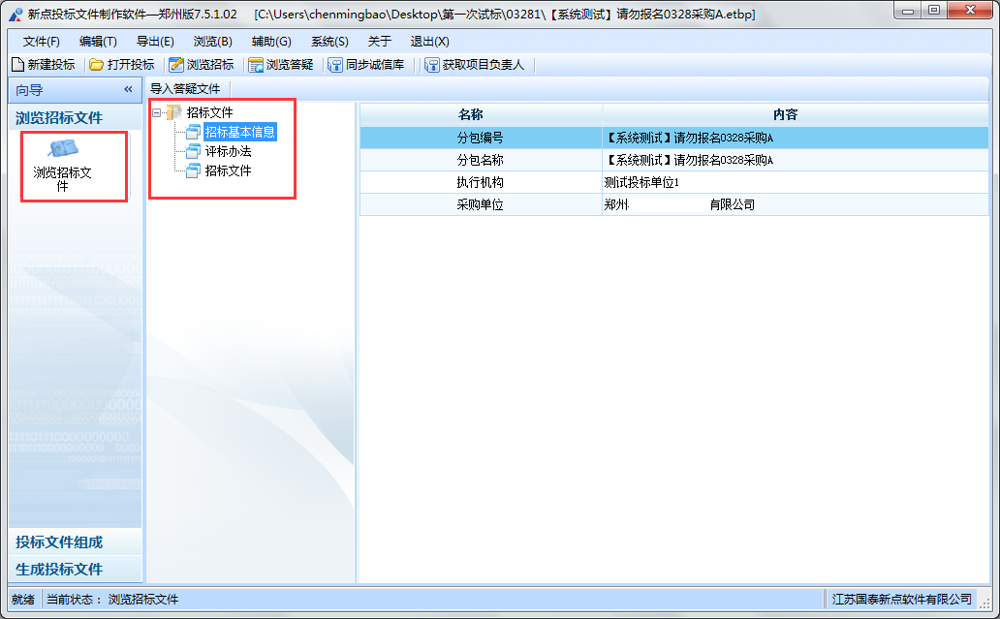 新点投标文件制作软件—郑州版7.5.1.02 [C:\Users\chenmingbao\Desktop\第一次试标\03281\【系统测试】请勿报名0328采购A.etbp]
文件(F) 编辑(T) 导出(E) 浏览(B) 辅助(G) 系统(S) 关于 退出(X)
新建投标 打开投标 浏览招标 浏览答疑 同步诚信库 获取项目负责人
向导 «
导入答疑文件
浏览招标文件
浏览招标文
件
投标文件组成
生成投标文件
招标文件
招标基本信息
评标办法
招标文件
名称 内容
分包编号 【系统测试】请勿报名0328采购A
分包名称 【系统测试】请勿报名0328采购A
执行机构 测试投标单位1
采购单位 郑州 有限公司
就绪 当前状态： 浏览招标文件 江苏国泰新点软件有限公司